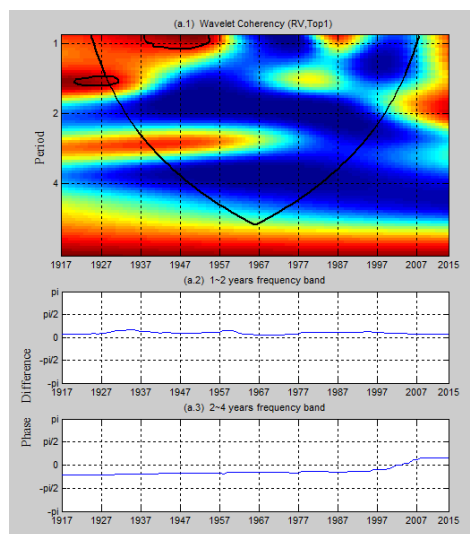 (a.1) Wavelet Coherency (RV,Top1)
1
2
4
Period
1917 1927 1937 1947 1957 1967 1977 1987 1997 2007 2015
(a.2) 1~2 years frequency band
pi
pi/2
0
-pi/2
-pi
1917 1927 1937 1947 1957 1967 1977 1987 1997 2007 2015
Phase Difference
(a.3) 2~4 years frequency band
pi
pi/2
0
-pi/2
-pi
1917 1927 1937 1947 1957 1967 1977 1987 1997 2007 2015